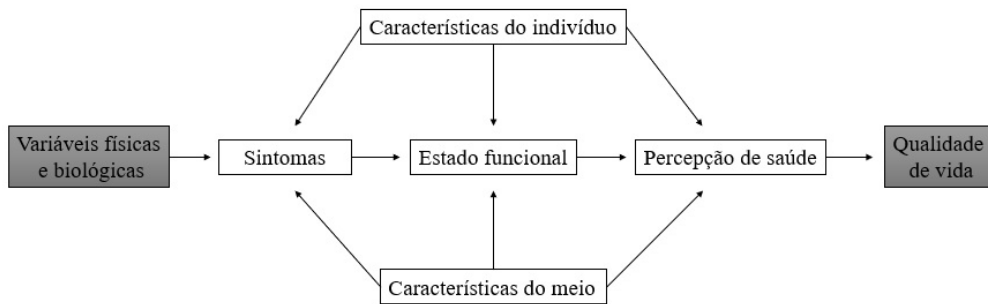 Características do indivíduo
Variáveis físicas
e biológicas
Sintomas
Estado funcional
Percepção de saúde
Qualidade
de vida
Características do meio